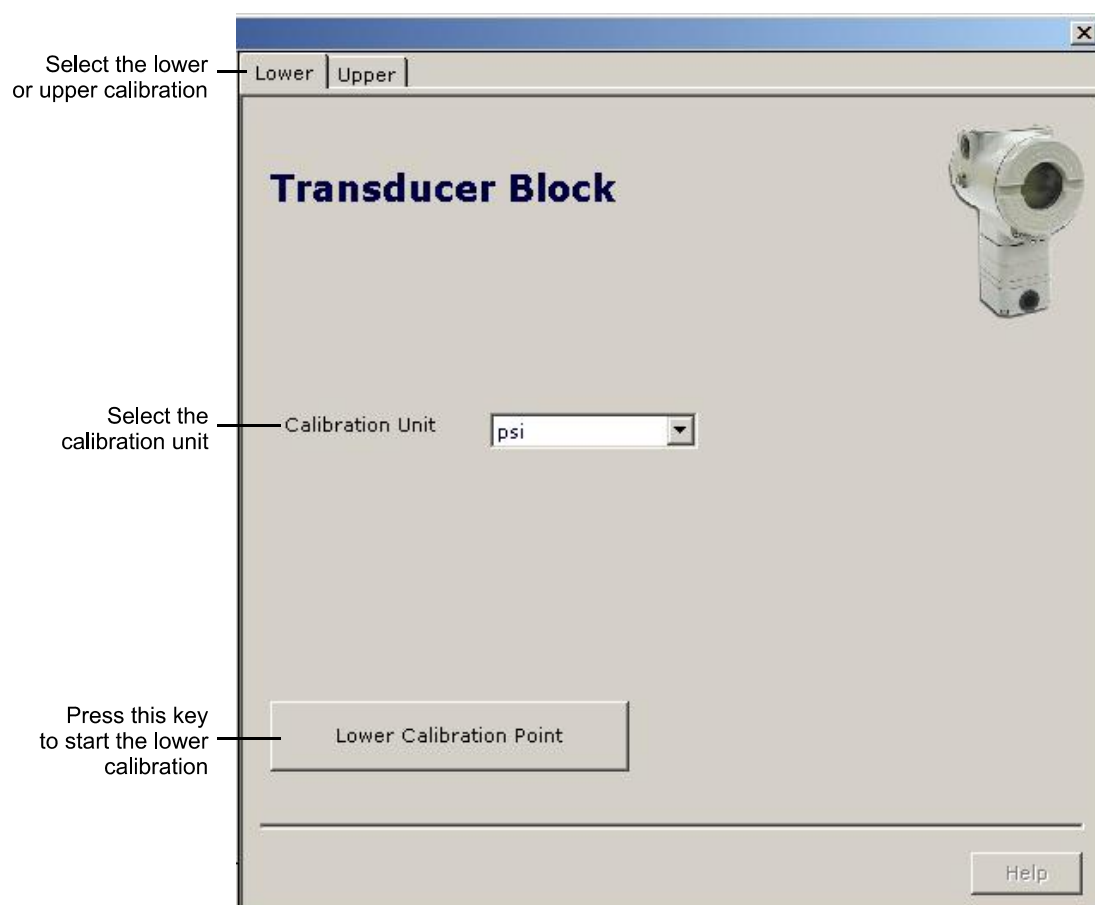 Select the lower
or upper calibration
Lower Upper
Transducer Block
Select the
calibration unit
Calibration Unit psi
Press this key
to start the lower
calibration
Lower Calibration Point
Help